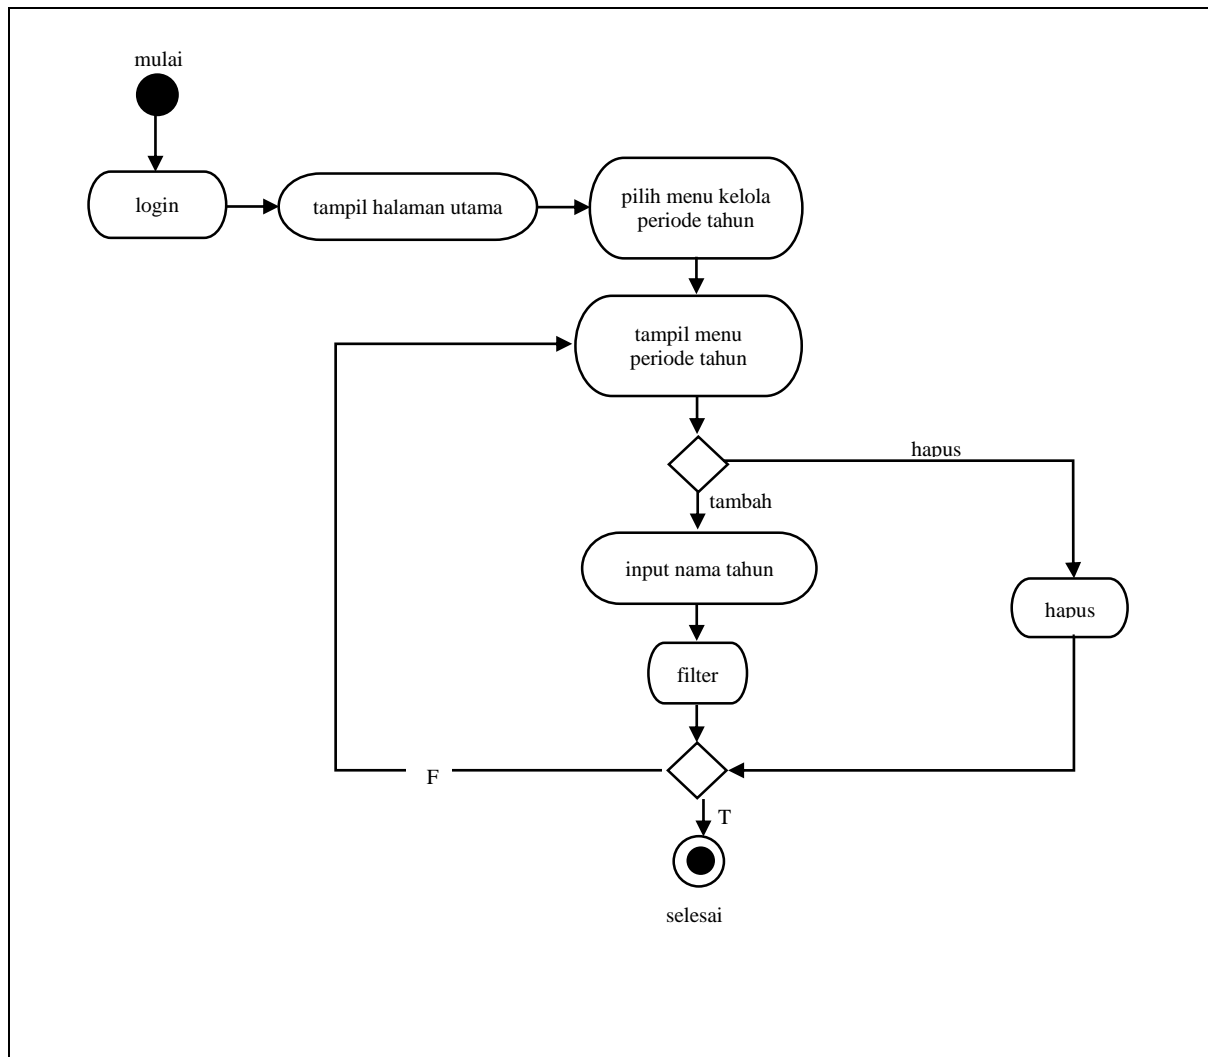 mulai
login
tampil halaman utama
pilih menu kelola
periode tahun
tampil menu
periode tahun
hapus
tambah
input nama tahun
hapus
filter
F
T
selesai